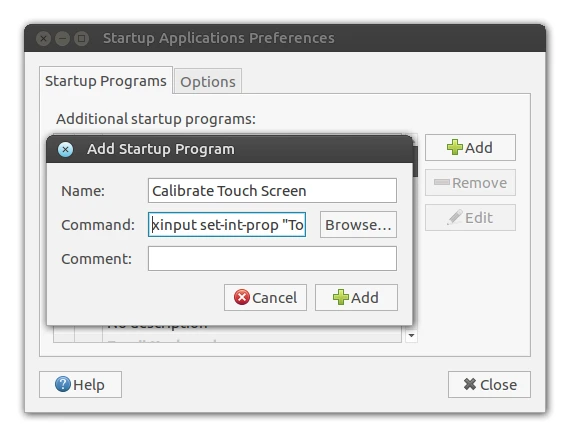 Startup Applications Preferences
Startup Programs
Options
Additional startup programs:
Add Startup Program
Add
Name:
Calibrate Touch Screen
Remove
Command:
xinput set-int-prop "To
Browse...
Edit
Comment:
Cancel
Add
No description
Help
Close